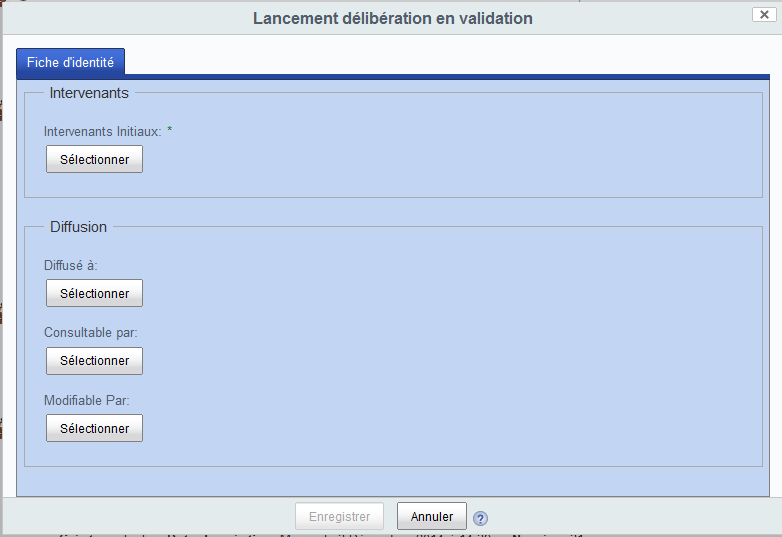 Lancement délibération en validation
Fiche d'identité
Intervenants
Intervenants Initiaux: *
Sélectionner
Diffusion
Diffusé à:
Sélectionner
Consultable par:
Sélectionner
Modifiable Par:
Sélectionner
Enregistrer Annuler ?